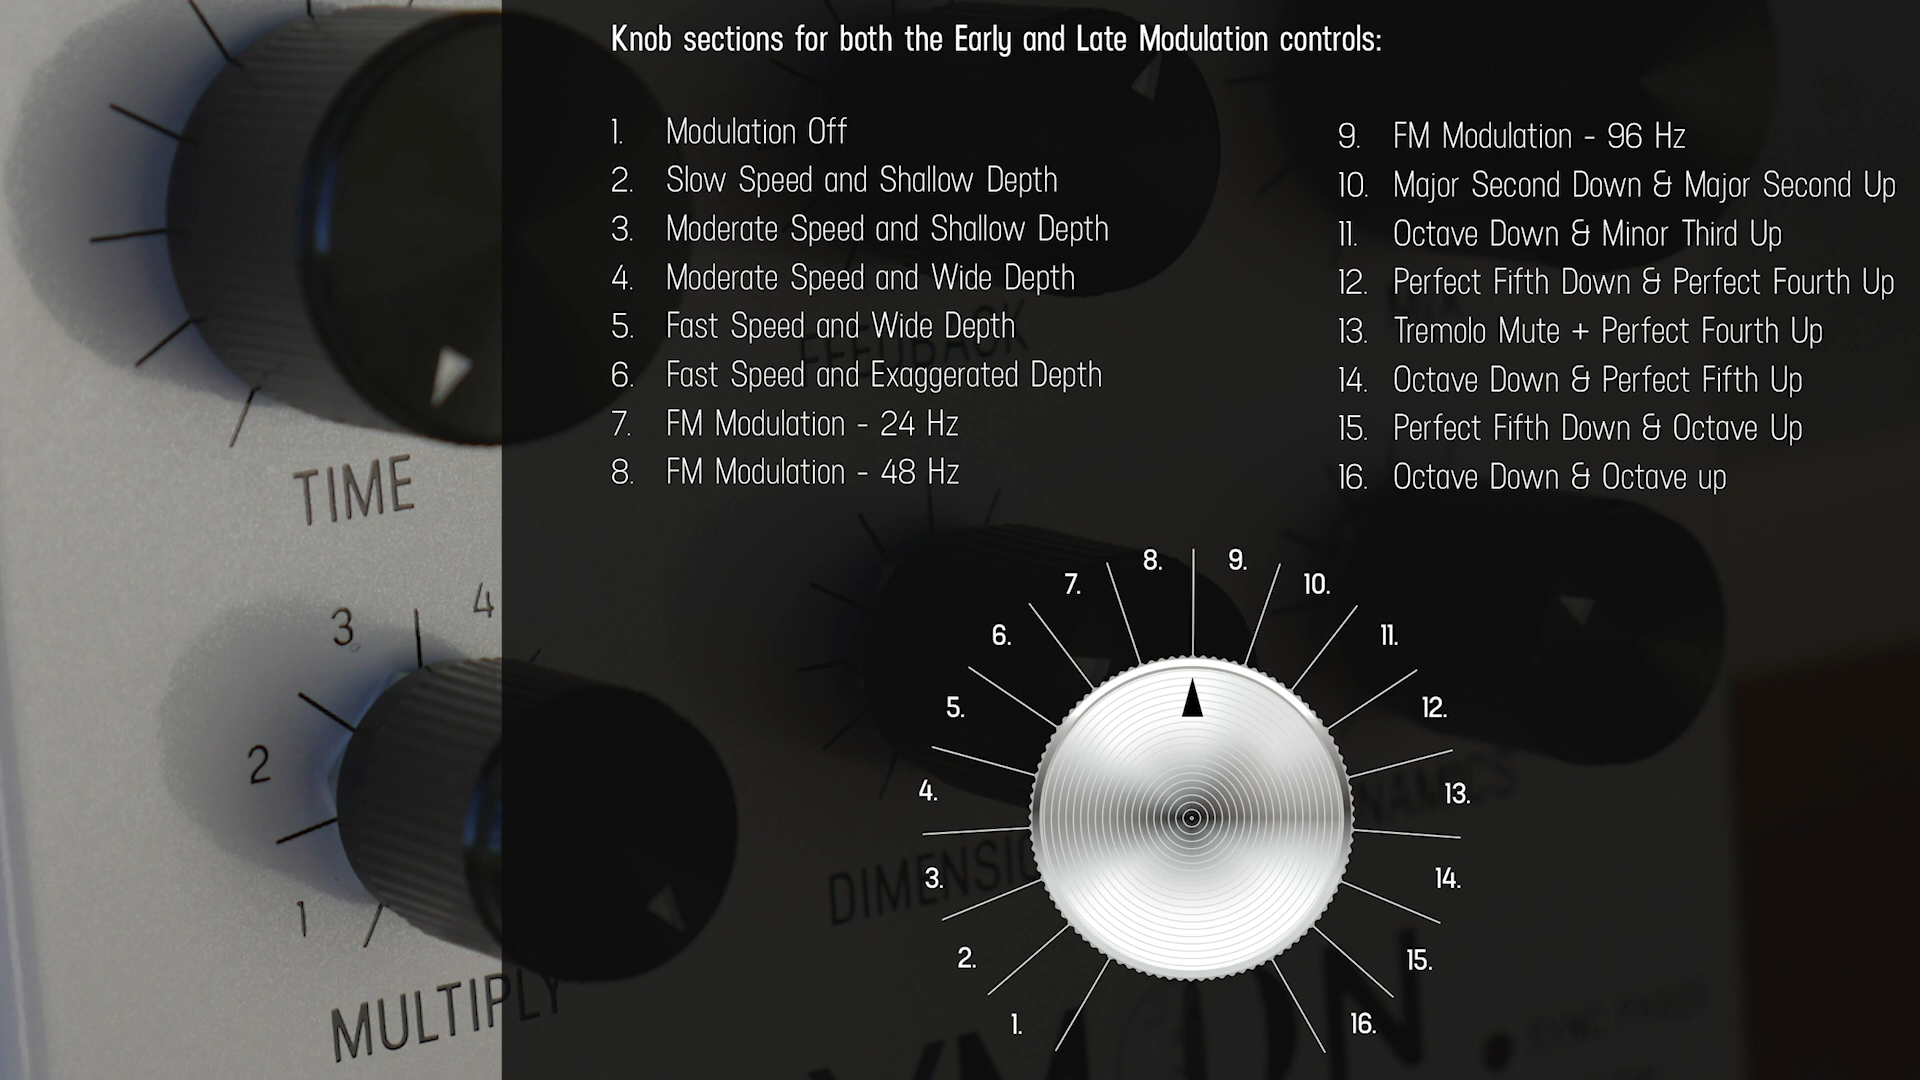 Knob sections for both the Early and Late Modulation controls:
1. Modulation Off
2. Slow Speed and Shallow Depth
3. Moderate Speed and Shallow Depth
4. Moderate Speed and Wide Depth
5. Fast Speed and Wide Depth
6. Fast Speed and Exaggerated Depth
7. FM Modulation - 24 Hz
8. FM Modulation - 48 Hz
9. FM Modulation - 96 Hz
10. Major Second Down & Major Second Up
11. Octave Down & Minor Third Up
12. Perfect Fifth Down & Perfect Fourth Up
13. Tremolo Mute + Perfect Fourth Up
14. Octave Down & Perfect Fifth Up
15. Perfect Fifth Down & Octave Up
16. Octave Down & Octave up
FEEDBACK
MIX
TIME
1
2
3
4
MULTIPLY
DIMENSIO
NAMICS
1.
2.
3.
4.
5.
6.
7.
8.
9.
10.
11.
12.
13.
14.
15.
16.